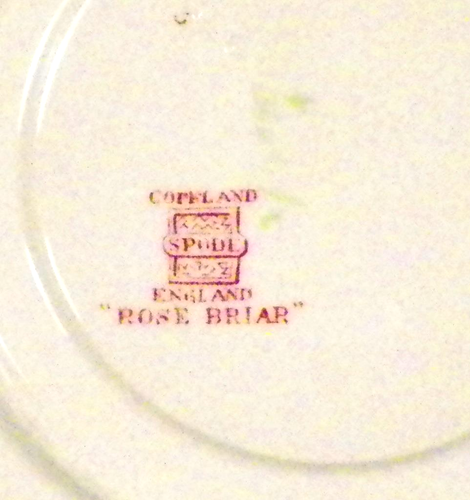 COPELAND
SPODE
ENGLAND
"ROSE BRIAR"